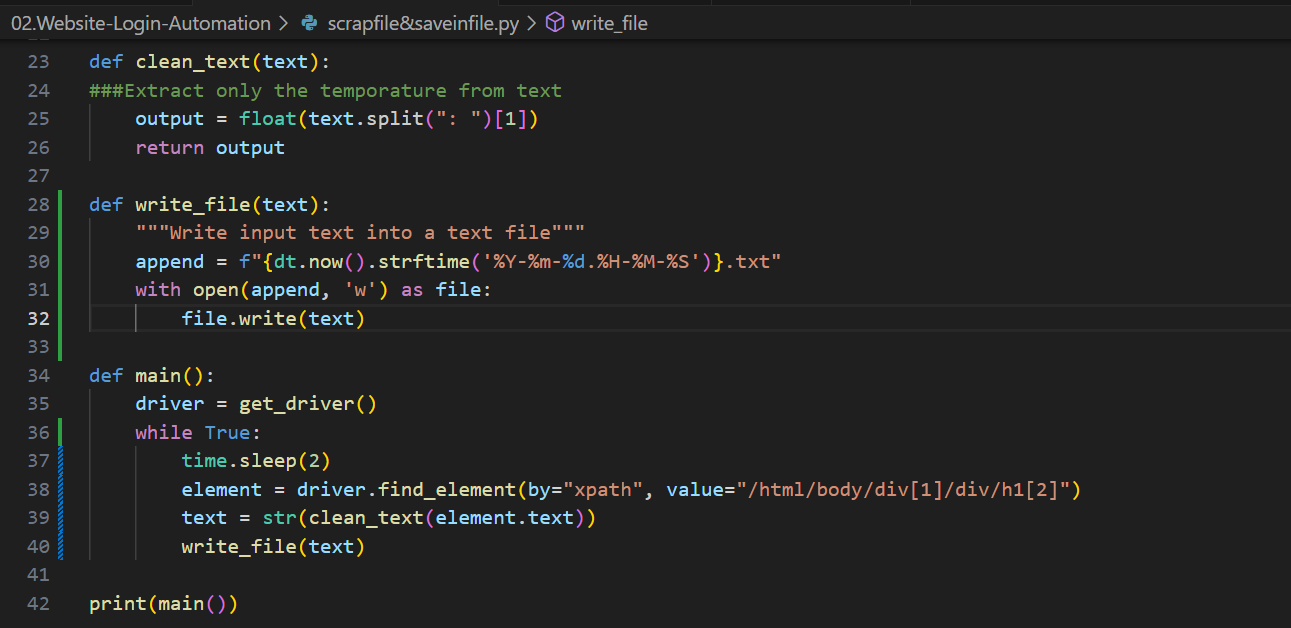 02.Website-Login-Automation > scrapfile&saveinfile.py > write_file
23 def clean_text(text):
24 ###Extract only the temporature from text
25     output = float(text.split(": ")[1])
26     return output
27
28 def write_file(text):
29     """Write input text into a text file"""
30     append = f"{dt.now().strftime('%Y-%m-%d.%H-%M-%S')}.txt"
31     with open(append, 'w') as file:
32         file.write(text)
33
34 def main():
35     driver = get_driver()
36     while True:
37         time.sleep(2)
38         element = driver.find_element(by="xpath", value="/html/body/div[1]/div/h1[2]")
39         text = str(clean_text(element.text))
40         write_file(text)
41
42 print(main())